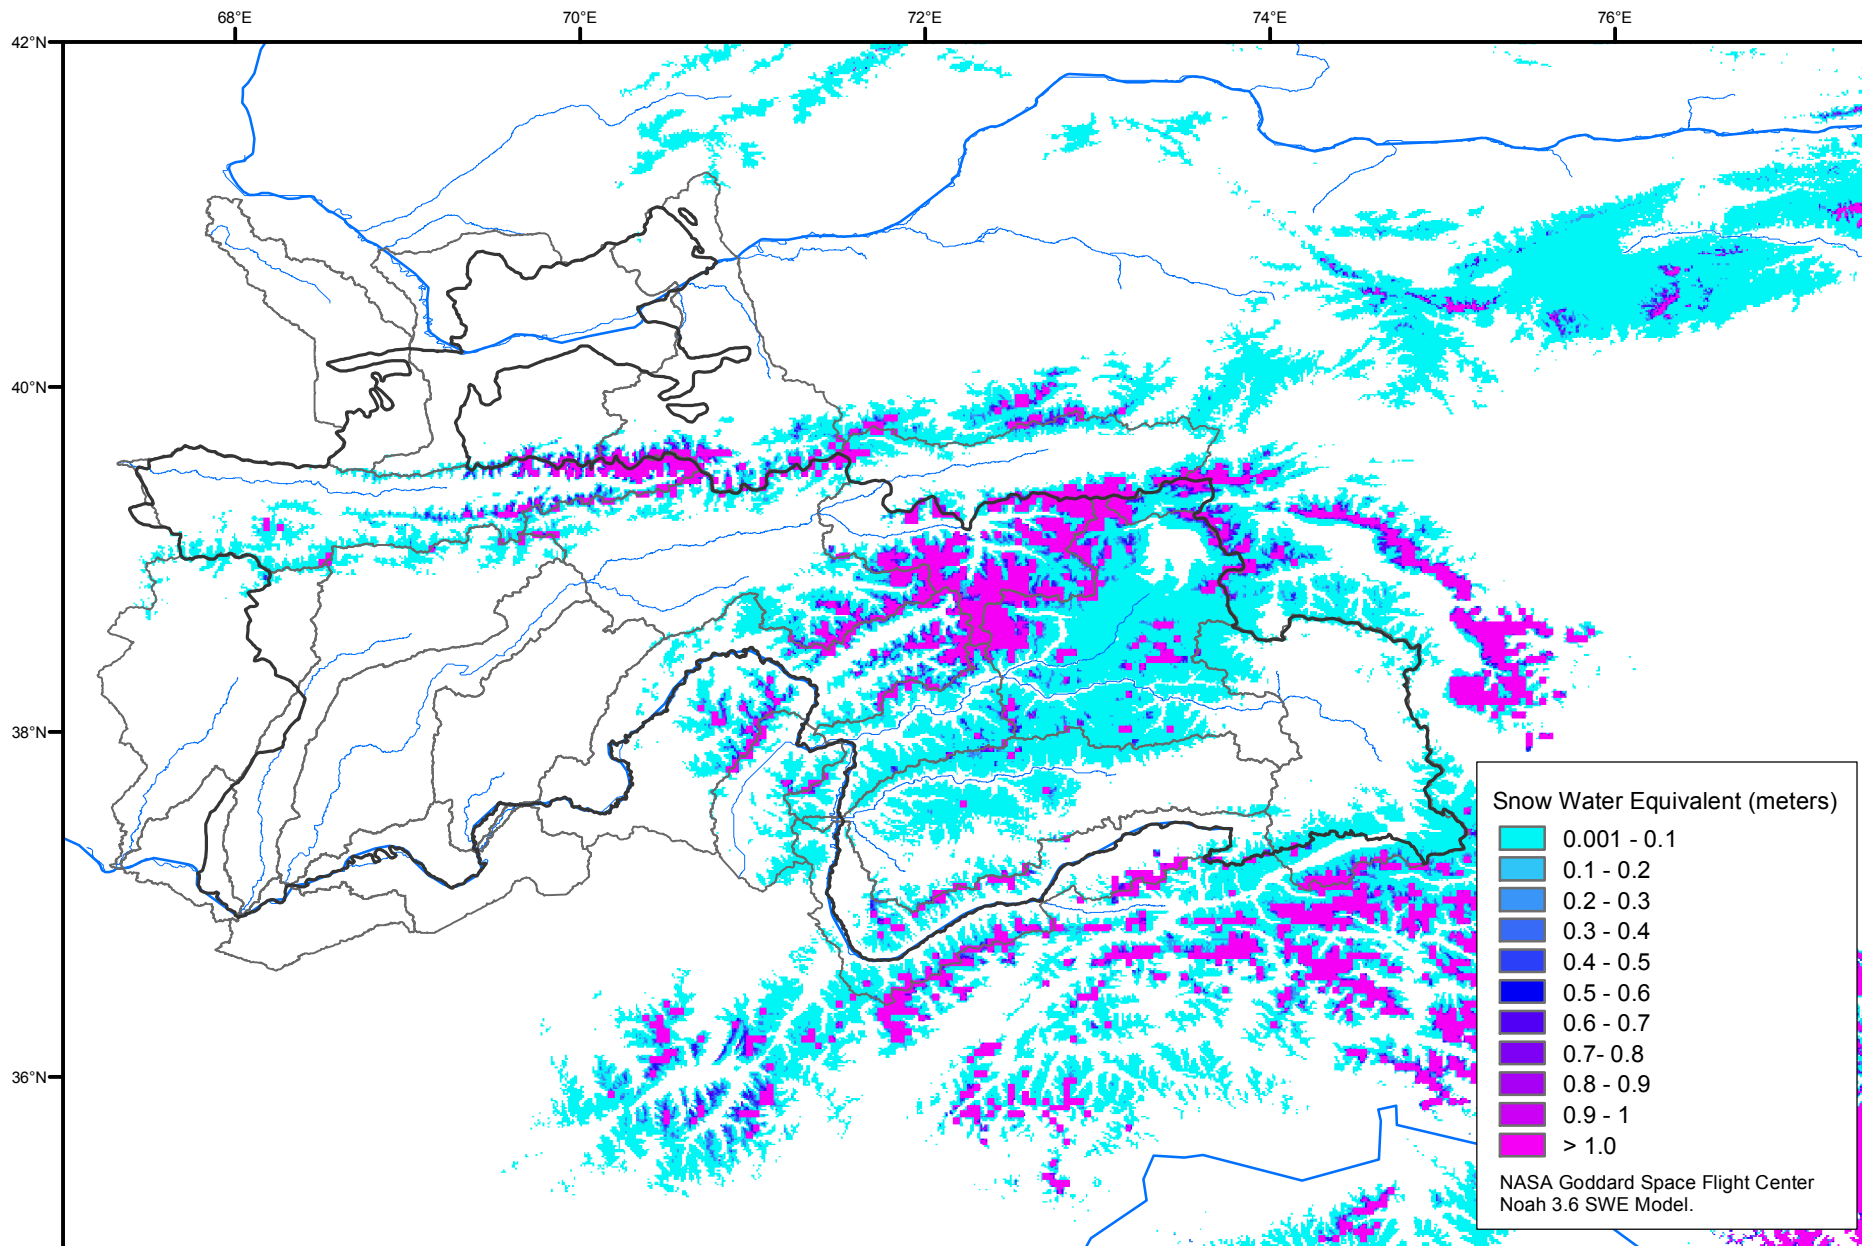 68°E
70°E
72°E
74°E
76°E
42°N
40°N
38°N
36°N
Snow Water Equivalent (meters)
0.001 - 0.1
0.1 - 0.2
0.2 - 0.3
0.3 - 0.4
0.4 - 0.5
0.5 - 0.6
0.6 - 0.7
0.7- 0.8
0.8 - 0.9
0.9 - 1
> 1.0
NASA Goddard Space Flight Center
Noah 3.6 SWE Model.